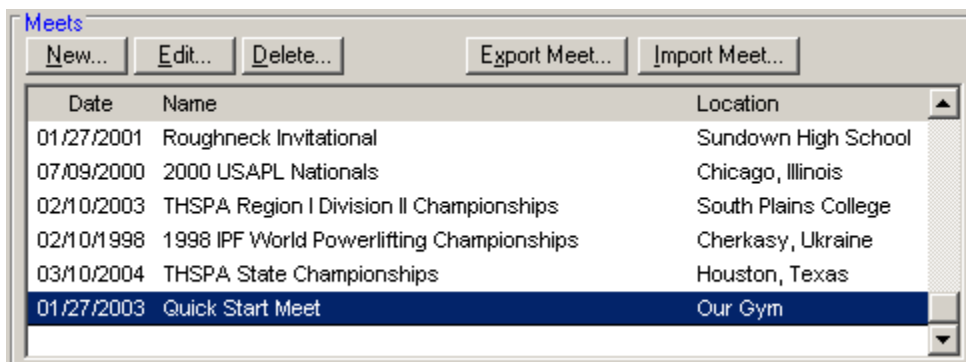 Meets
New... Edit... Delete... Export Meet... Import Meet...
Date Name Location
01/27/2001 Roughneck Invitational Sundown High School
07/09/2000 2000 USAPL Nationals Chicago, Illinois
02/10/2003 THSPA Region I Division II Championships South Plains College
02/10/1998 1998 IPF World Powerlifting Championships Cherkasy, Ukraine
03/10/2004 THSPA State Championships Houston, Texas
01/27/2003 Quick Start Meet Our Gym